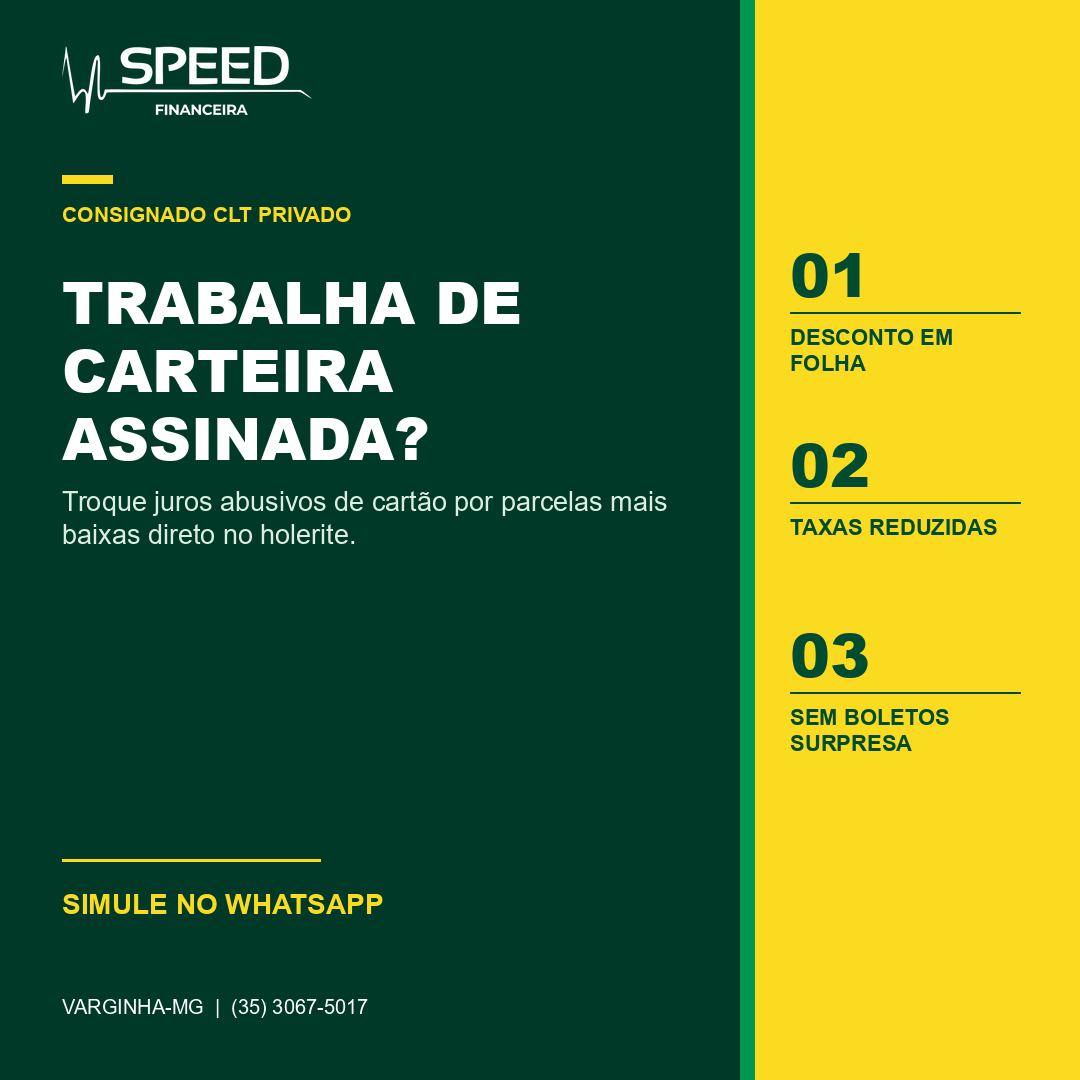 SPEED
FINANCEIRA
CONSIGNADO CLT PRIVADO
TRABALHA DE
CARTEIRA
ASSINADA?
Troque juros abusivos de cartão por parcelas mais
baixas direto no holerite.
SIMULE NO WHATSAPP
VARGINHA-MG | (35) 3067-5017
01
DESCONTO EM
FOLHA
02
TAXAS REDUZIDAS
03
SEM BOLETOS
SURPRESA